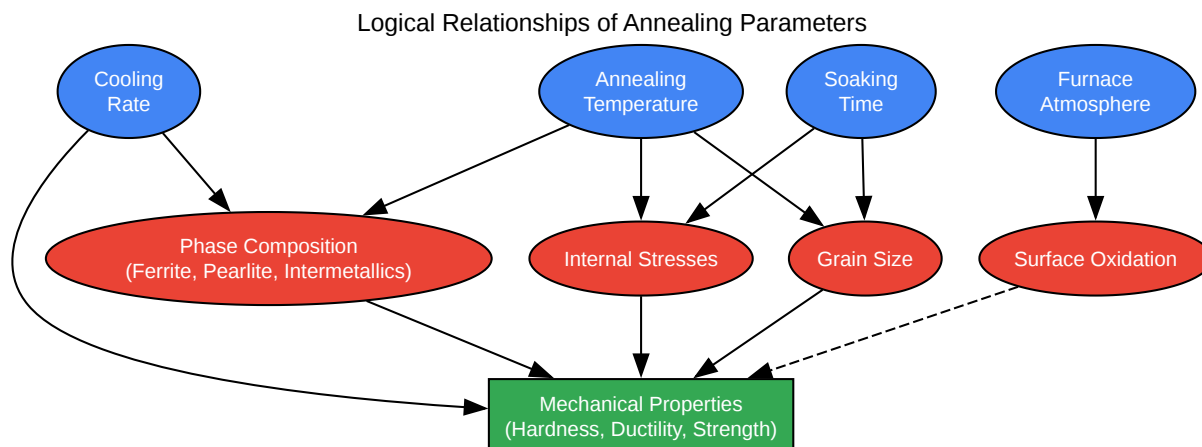 Logical Relationships of Annealing Parameters
Cooling
Rate
Annealing
Temperature
Soaking
Time
Furnace
Atmosphere
Phase Composition
(Ferrite, Pearlite, Intermetallics)
Internal Stresses
Grain Size
Surface Oxidation
Mechanical Properties
(Hardness, Ductility, Strength)